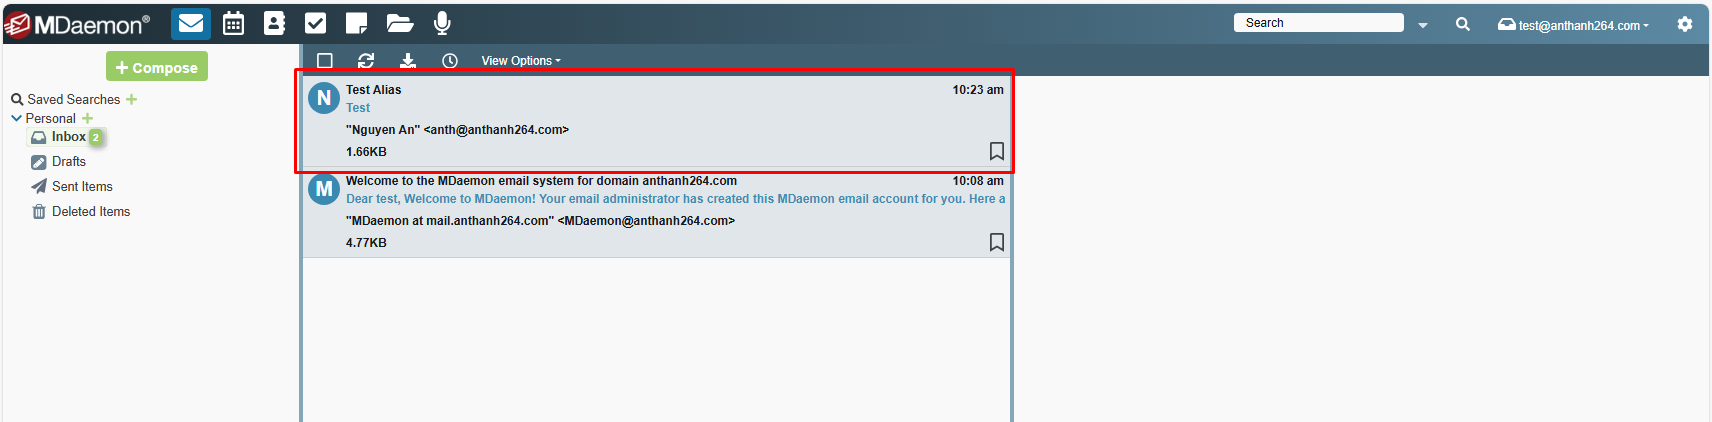 MDaemon®
Search
test@anthanh264.com
Compose
View Options
Saved Searches
Personal
Inbox 2
Drafts
Sent Items
Deleted Items
N
Test Alias 10:23 am
Test
"Nguyen An" <anth@anthanh264.com>
1.66KB
M
Welcome to the MDaemon email system for domain anthanh264.com 10:08 am
Dear test, Welcome to MDaemon! Your email administrator has created this MDaemon email account for you. Here a
"MDaemon at mail.anthanh264.com" <MDaemon@anthanh264.com>
4.77KB